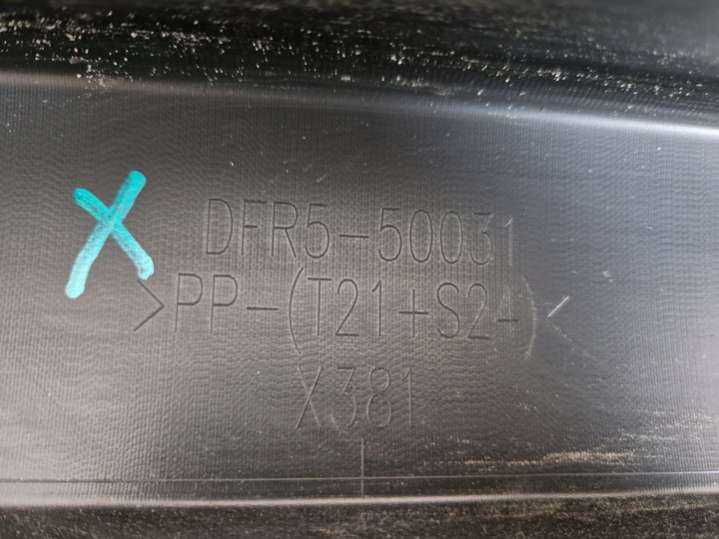 X
DFR5-50031
>PP-(T21+S24)<
X381